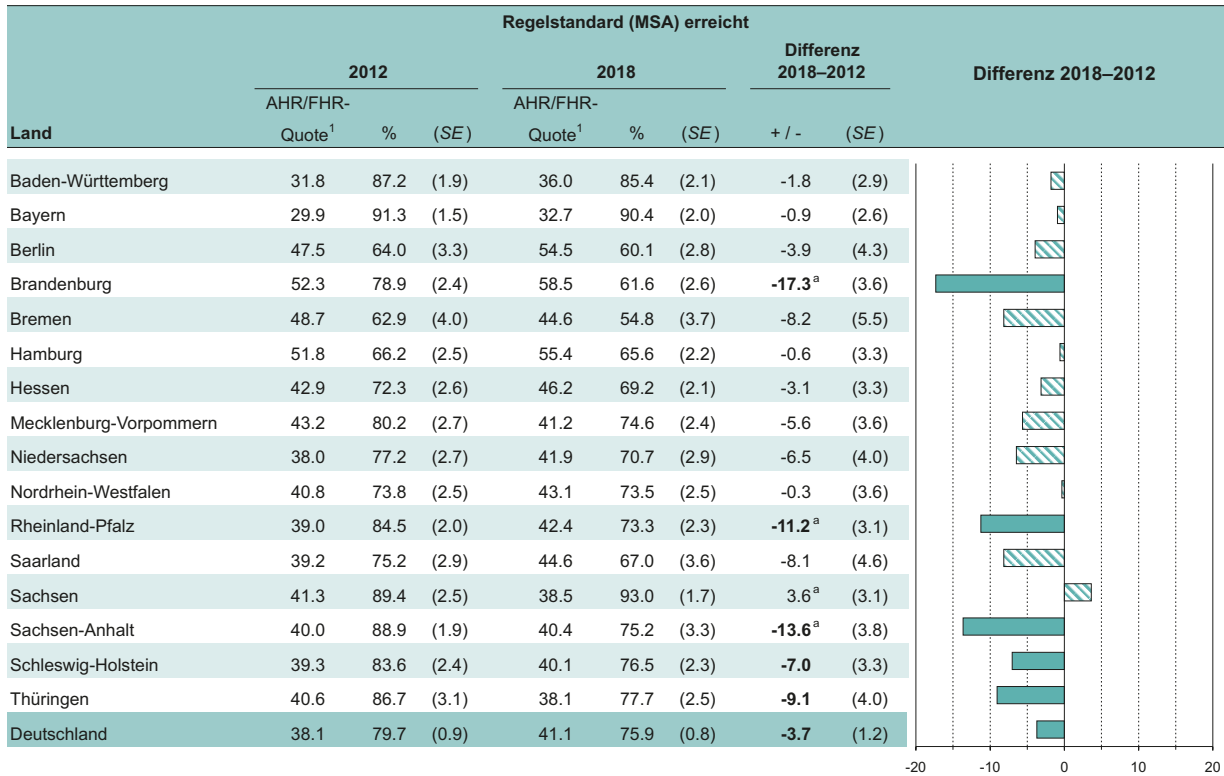 Regelstandard (MSA) erreicht
2012 2018 Differenz 2018–2012 Differenz 2018–2012
Land AHR/FHR-Quote¹ % (SE) AHR/FHR-Quote¹ % (SE) + / - (SE)
Baden-Württemberg 31.8 87.2 (1.9) 36.0 85.4 (2.1) -1.8 (2.9)
Bayern 29.9 91.3 (1.5) 32.7 90.4 (2.0) -0.9 (2.6)
Berlin 47.5 64.0 (3.3) 54.5 60.1 (2.8) -3.9 (4.3)
Brandenburg 52.3 78.9 (2.4) 58.5 61.6 (2.6) -17.3 a (3.6)
Bremen 48.7 62.9 (4.0) 44.6 54.8 (3.7) -8.2 (5.5)
Hamburg 51.8 66.2 (2.5) 55.4 65.6 (2.2) -0.6 (3.3)
Hessen 42.9 72.3 (2.6) 46.2 69.2 (2.1) -3.1 (3.3)
Mecklenburg-Vorpommern 43.2 80.2 (2.7) 41.2 74.6 (2.4) -5.6 (3.6)
Niedersachsen 38.0 77.2 (2.7) 41.9 70.7 (2.9) -6.5 (4.0)
Nordrhein-Westfalen 40.8 73.8 (2.5) 43.1 73.5 (2.5) -0.3 (3.6)
Rheinland-Pfalz 39.0 84.5 (2.0) 42.4 73.3 (2.3) -11.2 a (3.1)
Saarland 39.2 75.2 (2.9) 44.6 67.0 (3.6) -8.1 (4.6)
Sachsen 41.3 89.4 (2.5) 38.5 93.0 (1.7) 3.6 a (3.1)
Sachsen-Anhalt 40.0 88.9 (1.9) 40.4 75.2 (3.3) -13.6 a (3.8)
Schleswig-Holstein 39.3 83.6 (2.4) 40.1 76.5 (2.3) -7.0 (3.3)
Thüringen 40.6 86.7 (3.1) 38.1 77.7 (2.5) -9.1 (4.0)
Deutschland 38.1 79.7 (0.9) 41.1 75.9 (0.8) -3.7 (1.2)
-20 -10 0 10 20